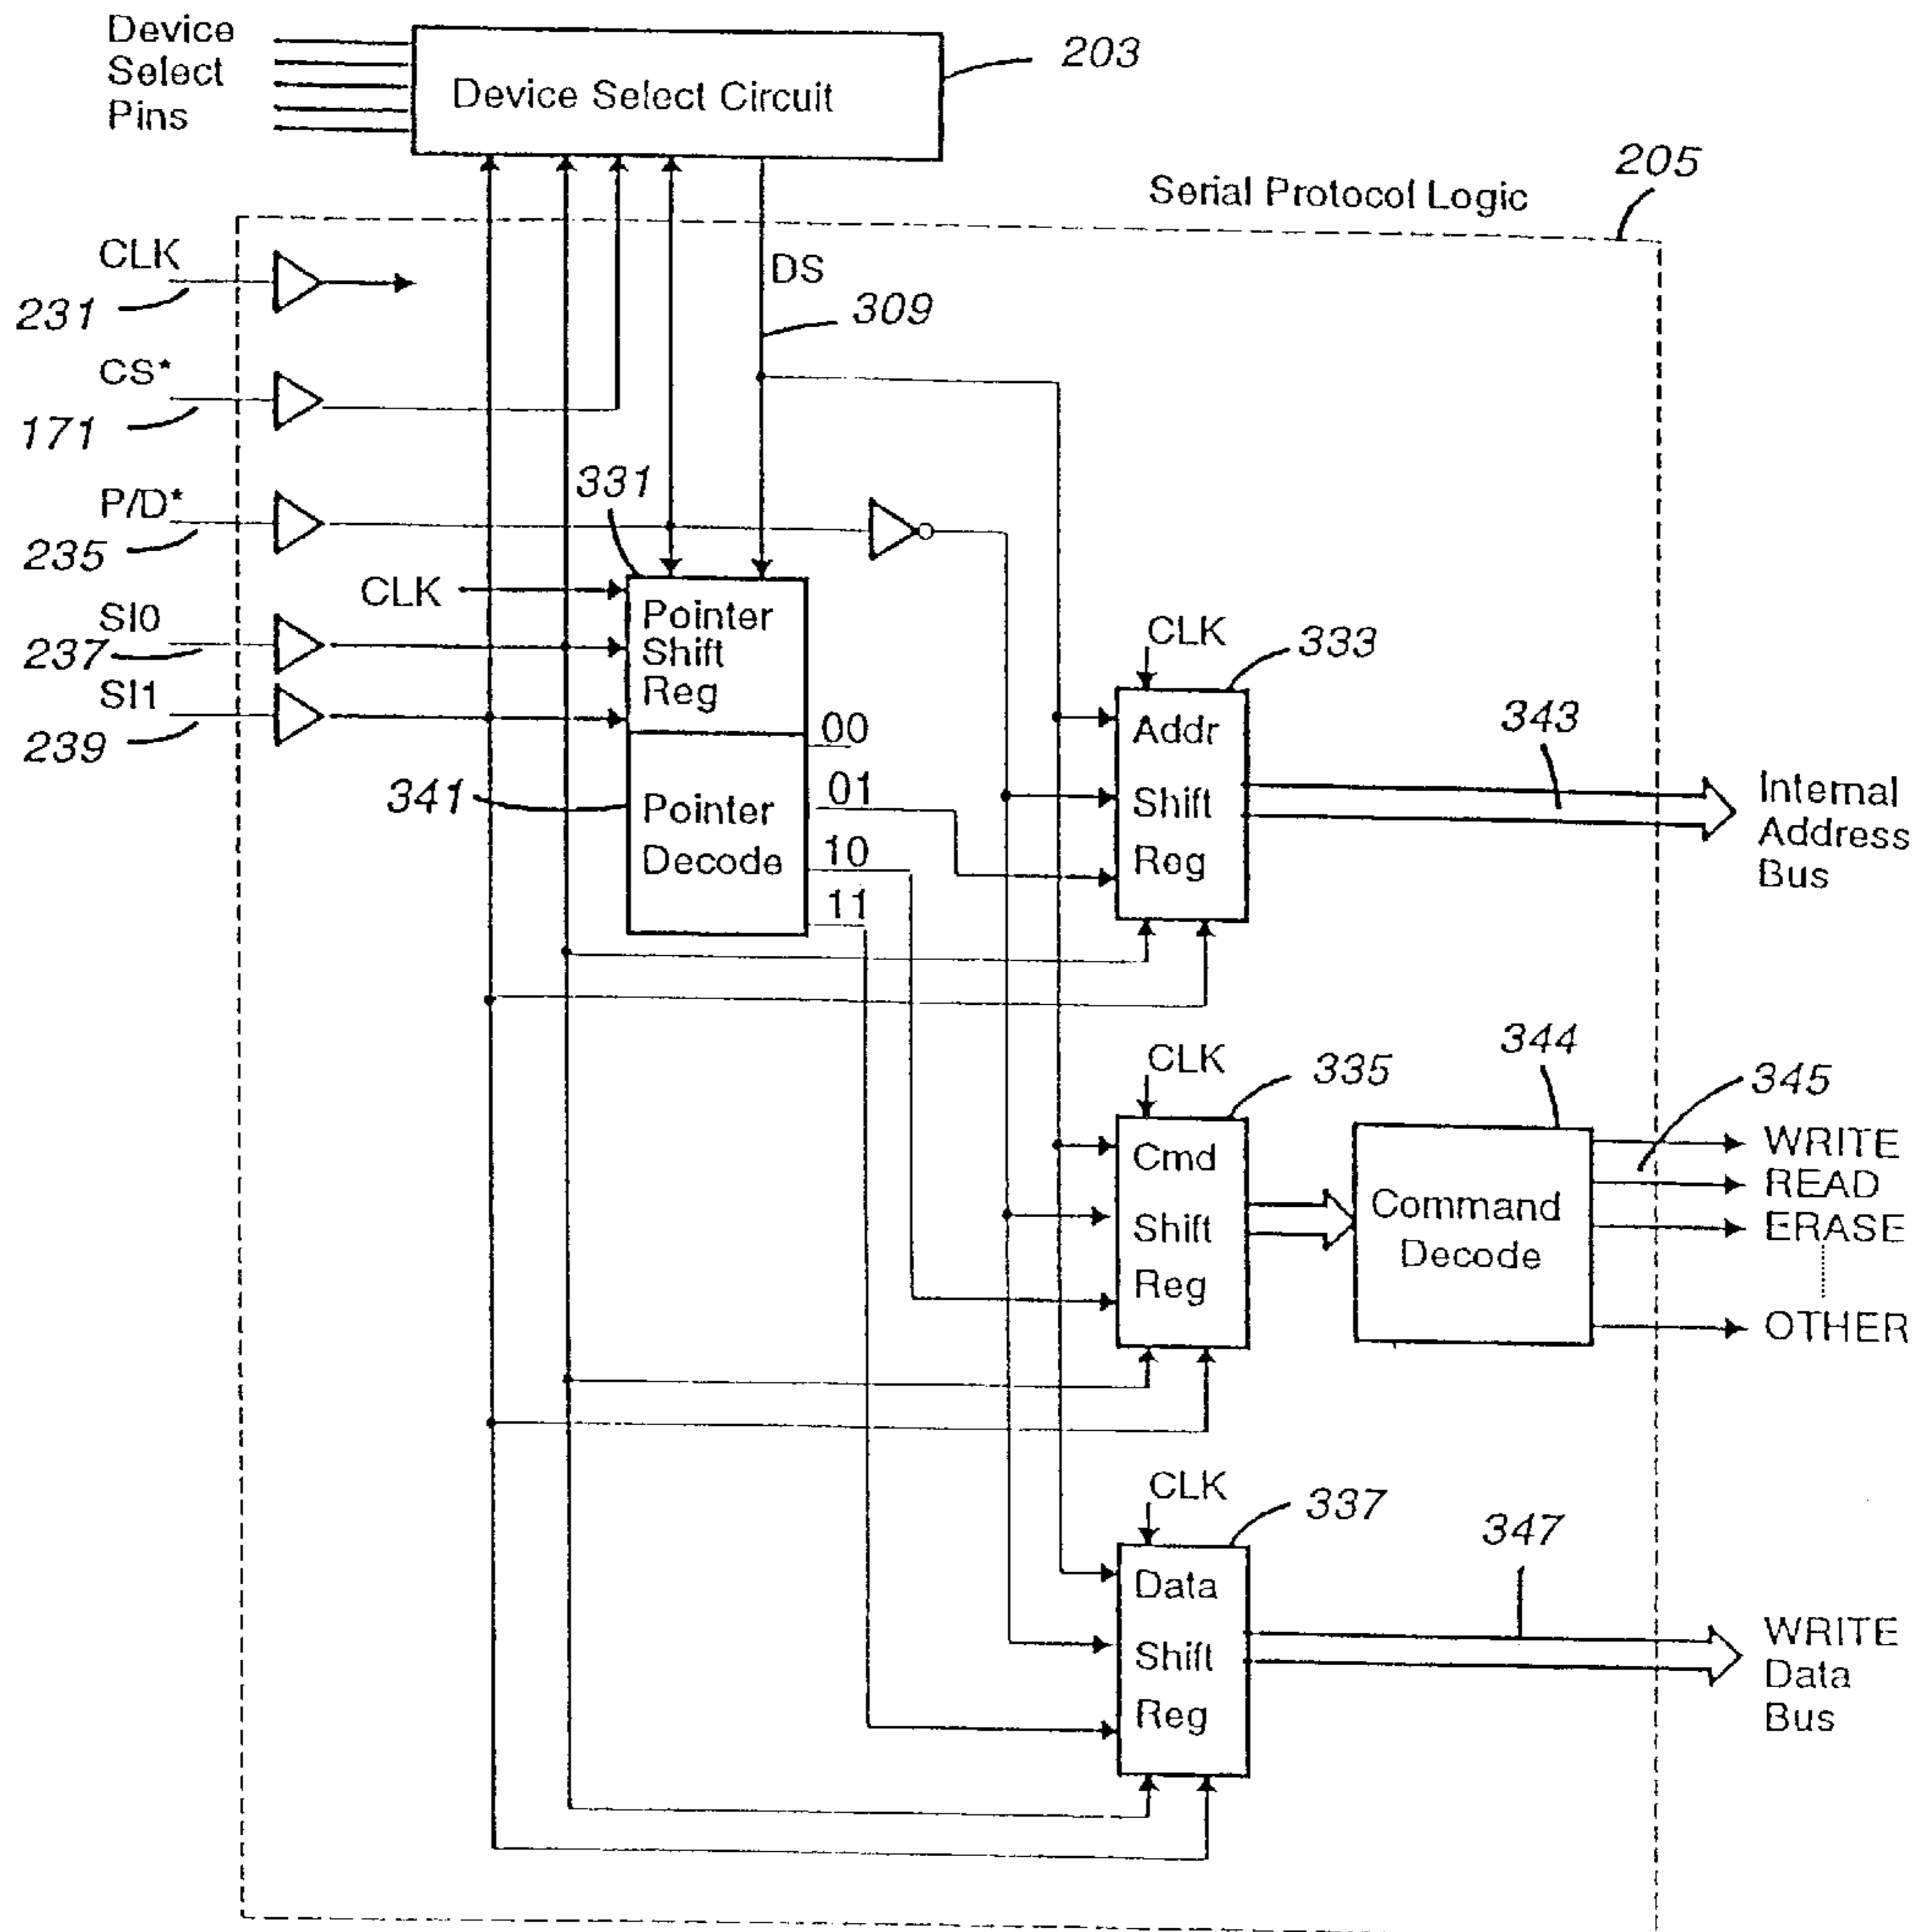 Device
Select
Pins
Device Select Circuit
203
205
Serial Protocol Logic
CLK
231
DS
309
CS*
171
P/D*
235
331
CLK
SI0
237
SI1
239
Pointer
Shift
Reg
341
Pointer
Decode
00
01
10
11
CLK
333
Addr
Shift
Reg
343
Internal
Address
Bus
CLK
335
Cmd
Shift
Reg
344
345
Command
Decode
WRITE
READ
ERASE
OTHER
CLK
337
Data
Shift
Reg
347
WRITE
Data
Bus